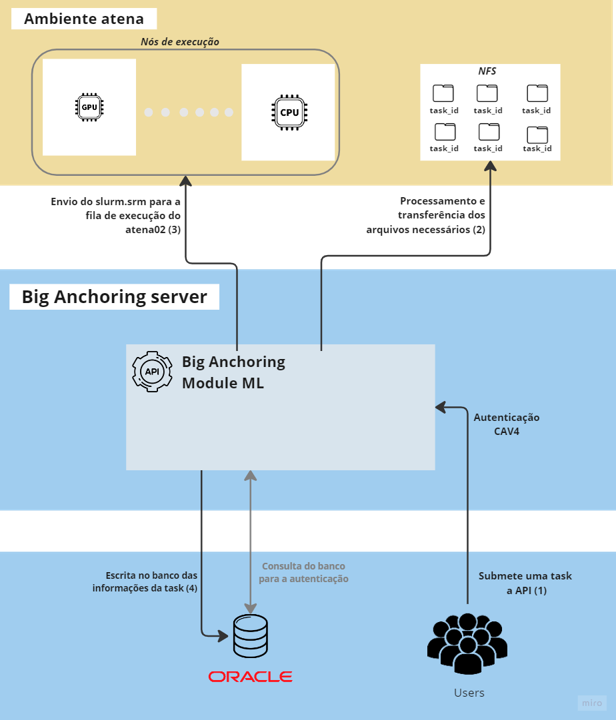 Ambiente atena
Nós de execução
GPU
CPU
NFS
task_id
task_id
task_id
task_id
task_id
task_id
Envio do slurm.srm para a
fila de execução do
atena02 (3)
Processamento e
transferência dos
arquivos necessários (2)
Big Anchoring server
API
Big Anchoring
Module ML
Autenticação
CAV4
Escrita no banco das
informações da task (4)
Consulta do banco
para a autenticação
Submete uma task
a API (1)
ORACLE
Users
miro